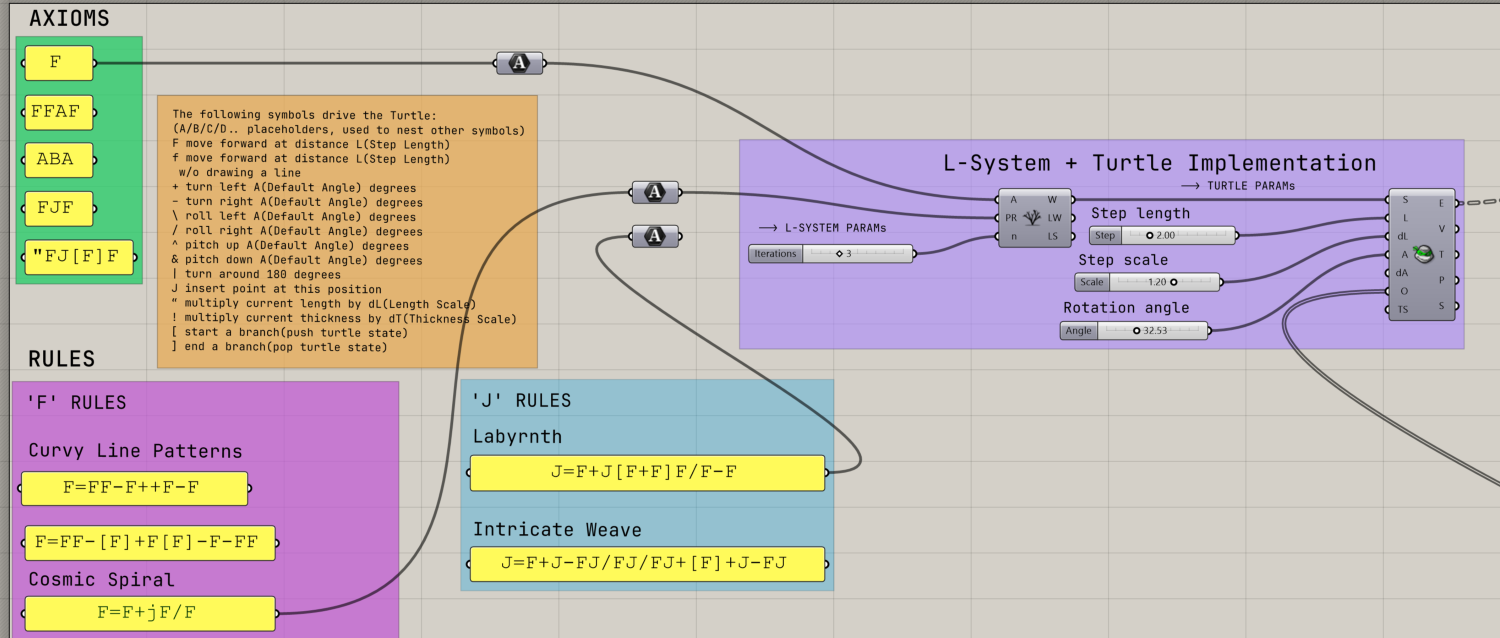 AXIOMS
F
FFAF
ABA
FJF
"FJ[F]F
The following symbols drive the Turtle:
(A/B/C/D.. placeholders, used to nest other symbols)
F move forward at distance L(Step Length)
f move forward at distance L(Step Length)
w/o drawing a line
+ turn left A(Default Angle) degrees
- turn right A(Default Angle) degrees
\ roll left A(Default Angle) degrees
/ roll right A(Default Angle) degrees
^ pitch up A(Default Angle) degrees
& pitch down A(Default Angle) degrees
| turn around 180 degrees
J insert point at this position
“ multiply current length by dL(Length Scale)
! multiply current thickness by dT(Thickness Scale)
[ start a branch(push turtle state)
] end a branch(pop turtle state)
A
A
A
L-System + Turtle Implementation
→ TURTLE PARAMs
→ L-SYSTEM PARAMs
Iterations 3
A W
PR LW
n LS
Step length
Step 2.00
Step scale
Scale 1.20
Rotation angle
Angle 32.53
S E
L V
dL
A T
dA P
O
TS S
RULES
'F' RULES
Curvy Line Patterns
F=FF-F++F-F
F=FF-[F]+F[F]-F-FF
Cosmic Spiral
F=F+jF/F
'J' RULES
Labyrnth
J=F+J[F+F]F/F-F
Intricate Weave
J=F+J-FJ/FJ/FJ+[F]+J-FJ